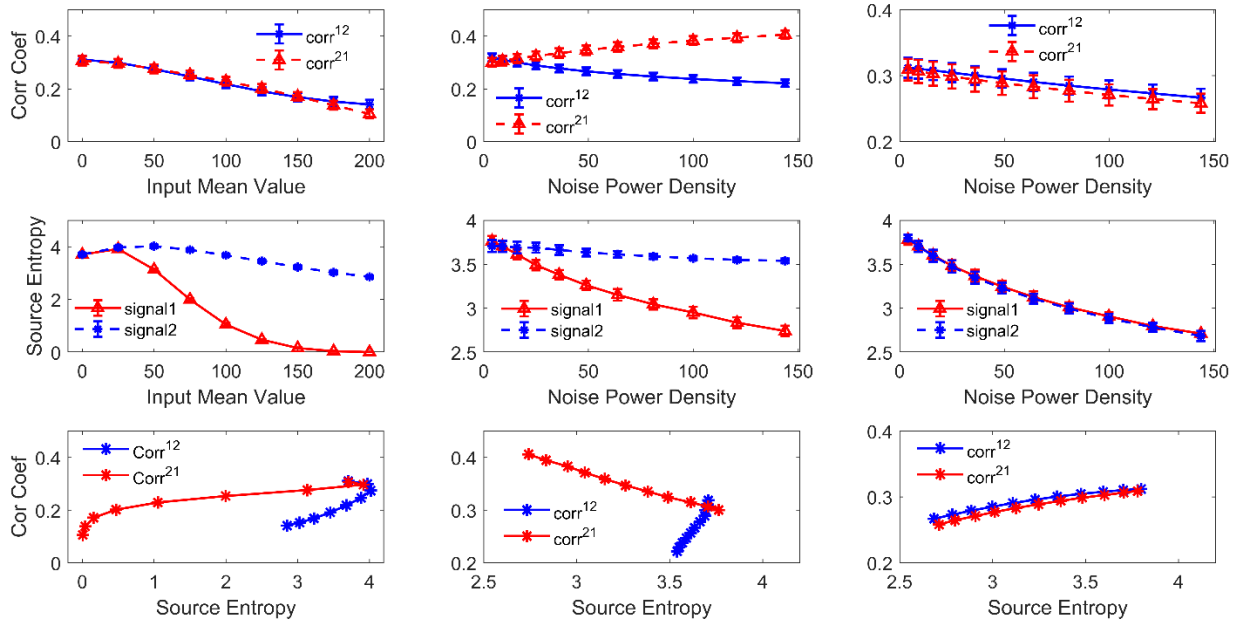 Corr Coef
0.4
0.2
0
corr12
corr21
0 50 100 150 200
Input Mean Value
0.4
0.2
0
corr12
corr21
0 50 100 150
Noise Power Density
0.4
0.3
0.2
corr12
corr21
0 50 100 150
Noise Power Density
Source Entropy
4
2
0
signal1
signal2
0 50 100 150 200
Input Mean Value
4
3.5
3
2.5
signal1
signal2
0 50 100 150
Noise Power Density
4
3.5
3
2.5
signal1
signal2
0 50 100 150
Noise Power Density
Cor Coef
0.4
0.2
0
Corr12
Corr21
0 1 2 3 4
Source Entropy
0.4
0.2
corr12
corr21
2.5 3 3.5 4
Source Entropy
0.4
0.3
0.2
corr12
corr21
2.5 3 3.5 4
Source Entropy